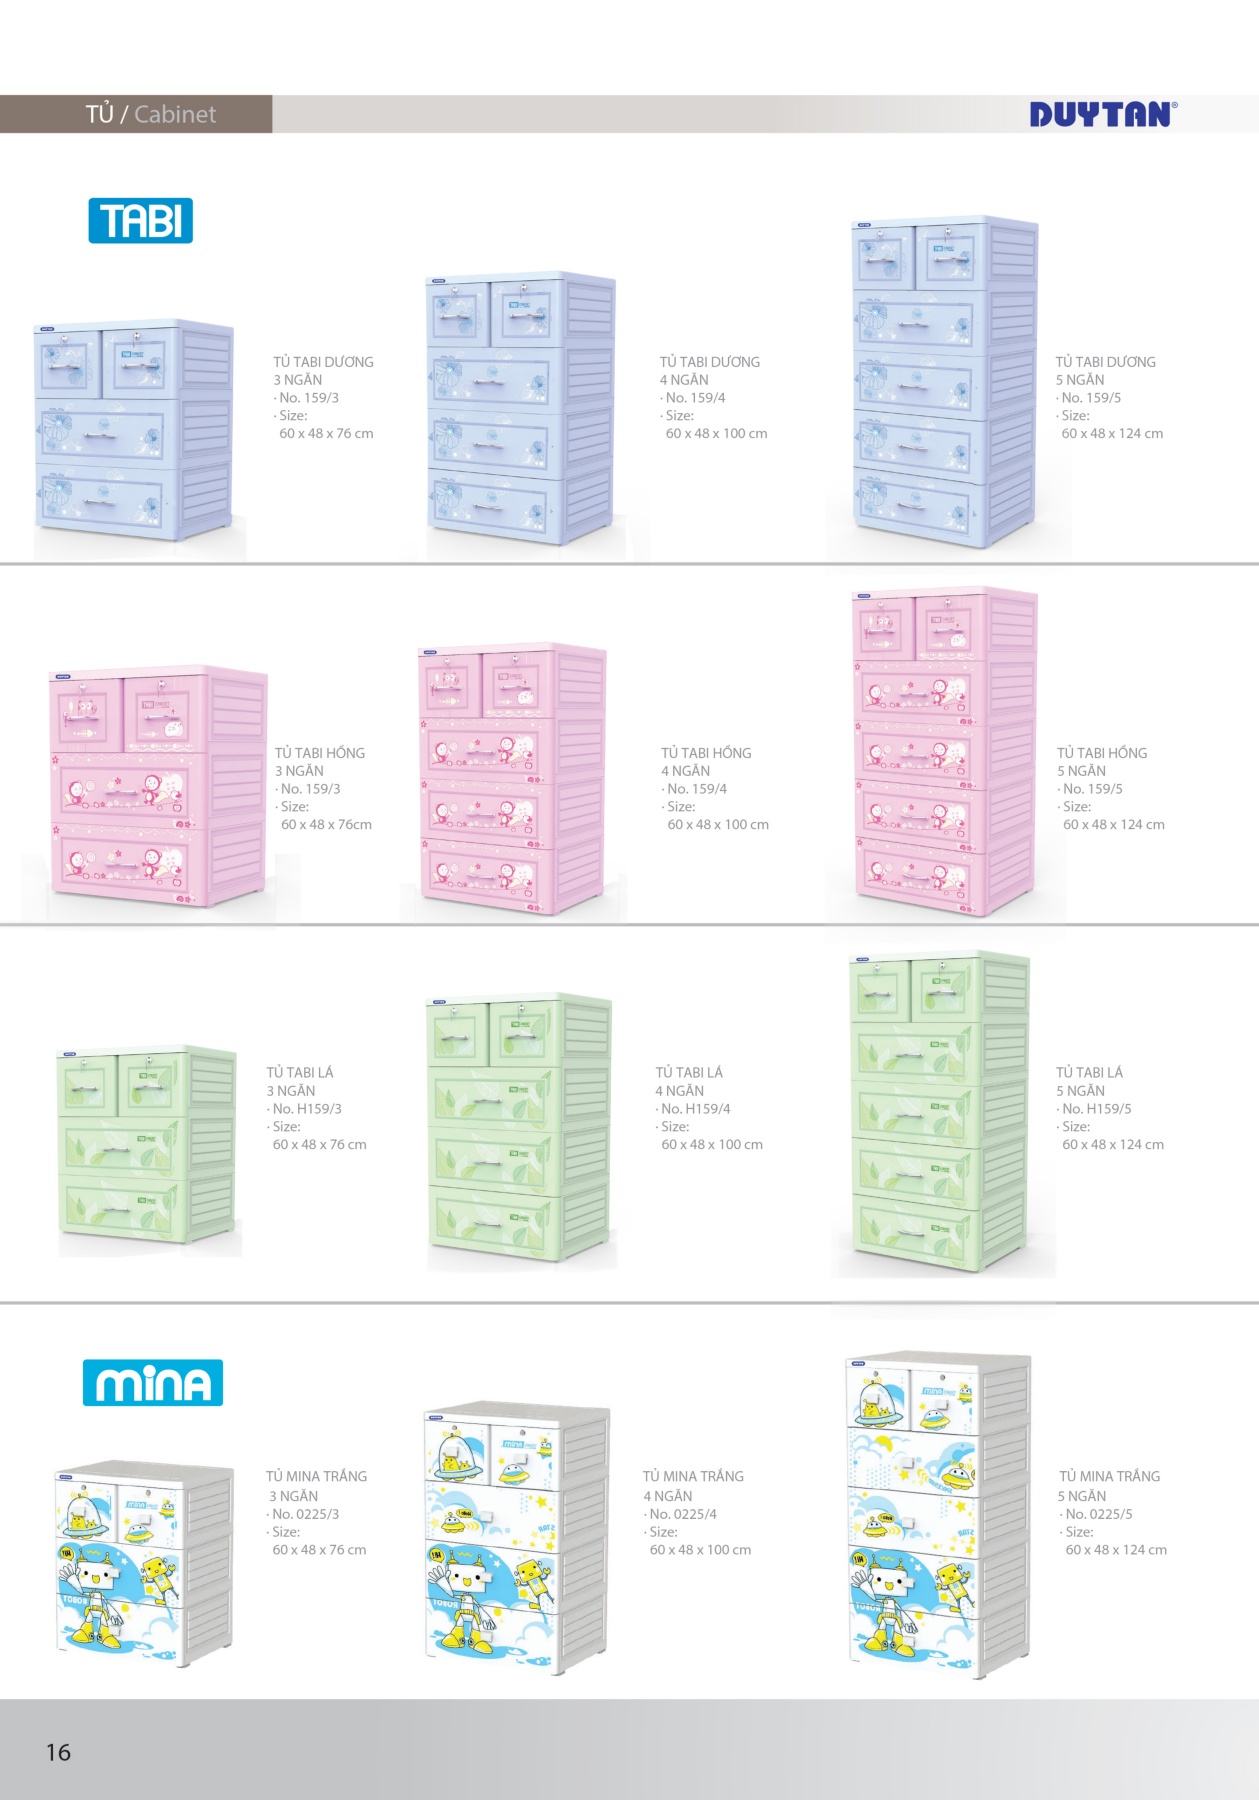 TỦ / Cabinet
DUYTAN®
TABI
TỦ TABI DƯƠNG
3 NGĂN
· No. 159/3
· Size:
60 x 48 x 76 cm
TỦ TABI DƯƠNG
4 NGĂN
· No. 159/4
· Size:
60 x 48 x 100 cm
TỦ TABI DƯƠNG
5 NGĂN
· No. 159/5
· Size:
60 x 48 x 124 cm
TỦ TABI HỒNG
3 NGĂN
· No. 159/3
· Size:
60 x 48 x 76cm
TỦ TABI HỒNG
4 NGĂN
· No. 159/4
· Size:
60 x 48 x 100 cm
TỦ TABI HỒNG
5 NGĂN
· No. 159/5
· Size:
60 x 48 x 124 cm
TỦ TABI LÁ
3 NGĂN
· No. H159/3
· Size:
60 x 48 x 76 cm
TỦ TABI LÁ
4 NGĂN
· No. H159/4
· Size:
60 x 48 x 100 cm
TỦ TABI LÁ
5 NGĂN
· No. H159/5
· Size:
60 x 48 x 124 cm
mina
TỦ MINA TRẮNG
3 NGĂN
· No. 0225/3
· Size:
60 x 48 x 76 cm
TỦ MINA TRẮNG
4 NGĂN
· No. 0225/4
· Size:
60 x 48 x 100 cm
TỦ MINA TRẮNG
5 NGĂN
· No. 0225/5
· Size:
60 x 48 x 124 cm
16